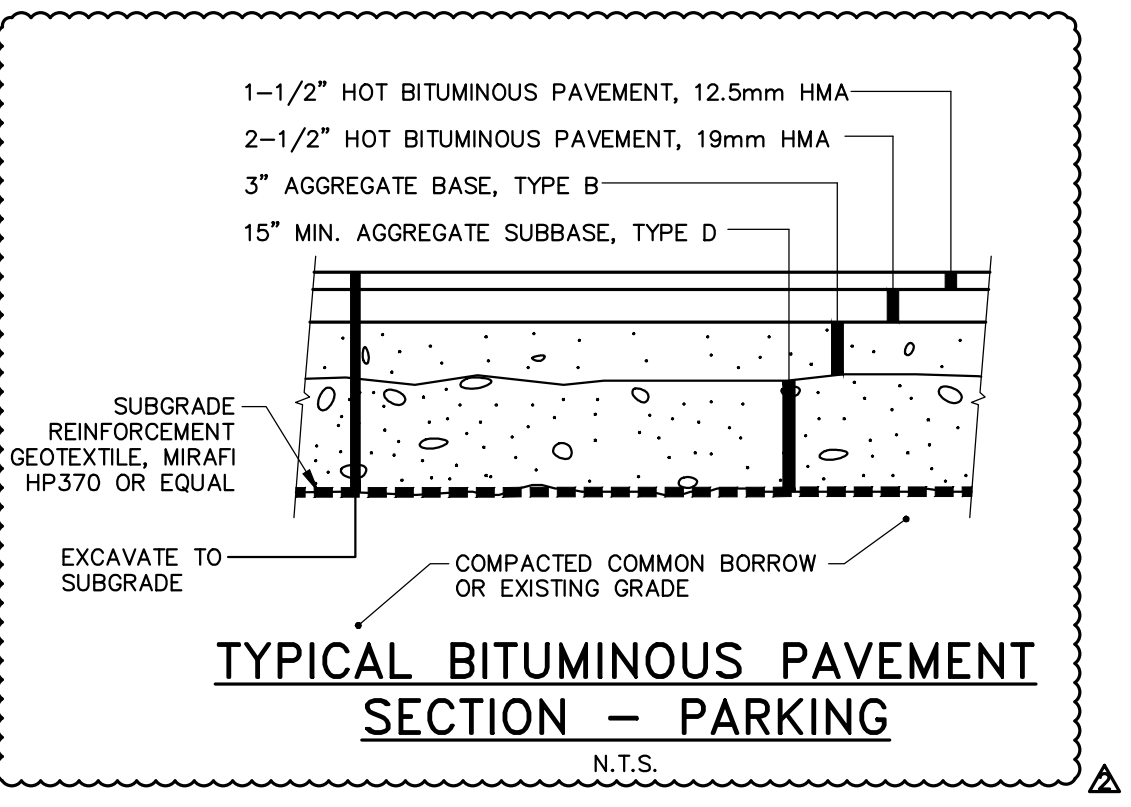 1-1/2” HOT BITUMINOUS PAVEMENT, 12.5mm HMA
2-1/2” HOT BITUMINOUS PAVEMENT, 19mm HMA
3” AGGREGATE BASE, TYPE B
15” MIN. AGGREGATE SUBBASE, TYPE D
SUBGRADE
REINFORCEMENT
GEOTEXTILE, MIRAFI
HP370 OR EQUAL
EXCAVATE TO
SUBGRADE
COMPACTED COMMON BORROW
OR EXISTING GRADE
TYPICAL BITUMINOUS PAVEMENT
SECTION - PARKING
N.T.S.
2